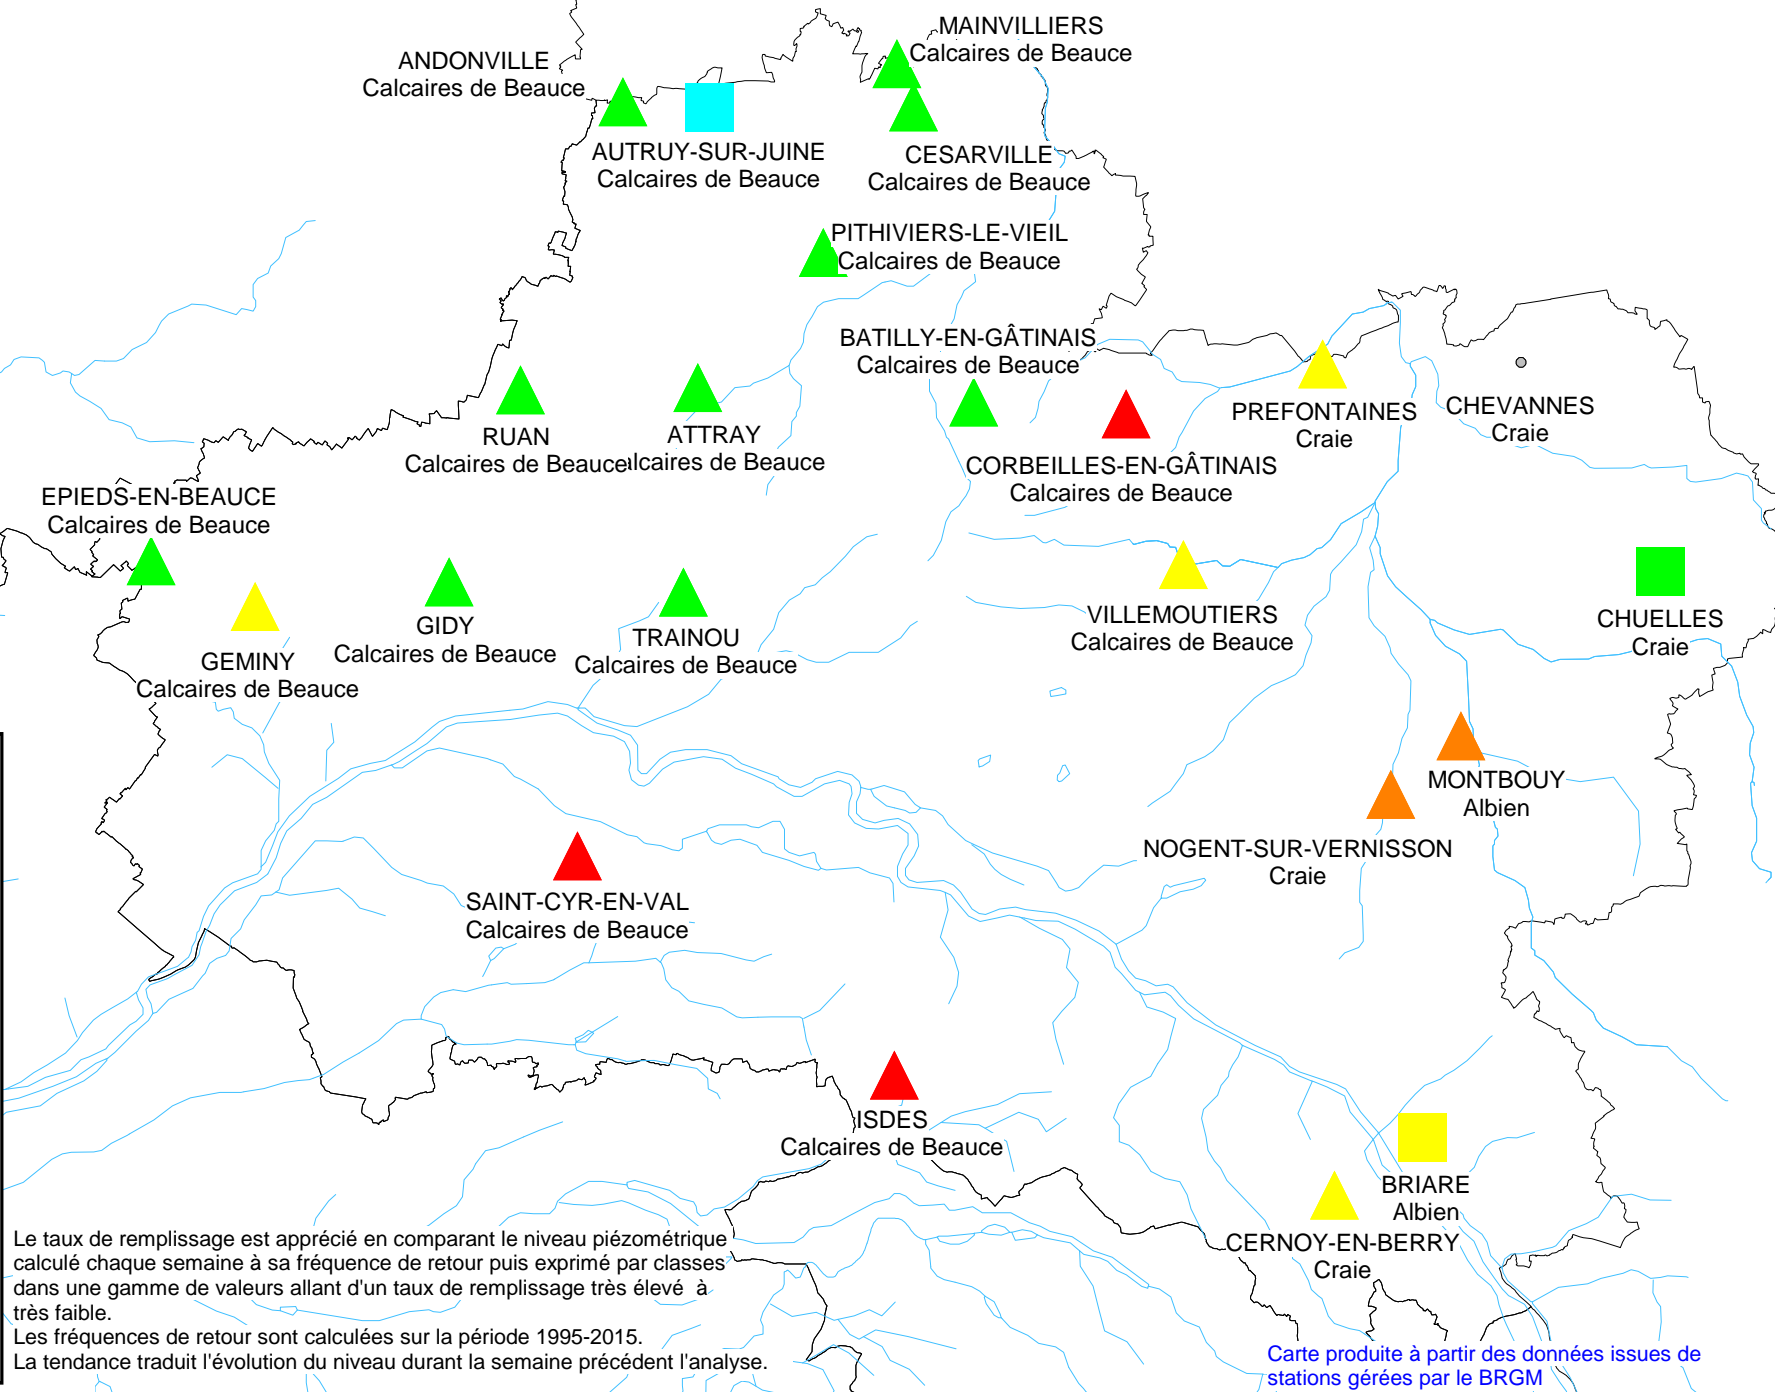 MAINVILLIERS
Calcaires de Beauce
ANDONVILLE
Calcaires de Beauce
AUTRUY-SUR-JUINE
Calcaires de Beauce
CESARVILLE
Calcaires de Beauce
PITHIVIERS-LE-VIEIL
Calcaires de Beauce
BATILLY-EN-GÂTINAIS
Calcaires de Beauce
PREFONTAINES
Craie
CHEVANNES
Craie
RUAN
Calcaires de Beauce
ATTRAY
alcaires de Beauce
CORBEILLES-EN-GÂTINAIS
Calcaires de Beauce
EPIEDS-EN-BEAUCE
Calcaires de Beauce
GEMINY
Calcaires de Beauce
GIDY
Calcaires de Beauce
TRAINOU
Calcaires de Beauce
VILLEMOUTIERS
Calcaires de Beauce
CHUELLES
Craie
MONTBOUY
Albien
NOGENT-SUR-VERNISSON
Craie
SAINT-CYR-EN-VAL
Calcaires de Beauce
ISDES
Calcaires de Beauce
BRIARE
Albien
CERNOY-EN-BERRY
Craie
Le taux de remplissage est apprécié en comparant le niveau piézométrique
calculé chaque semaine à sa fréquence de retour puis exprimé par classes
dans une gamme de valeurs allant d'un taux de remplissage très élevé à
très faible.
Les fréquences de retour sont calculées sur la période 1995-2015.
La tendance traduit l'évolution du niveau durant la semaine précédent l'analyse.
Carte produite à partir des données issues de
stations gérées par le BRGM